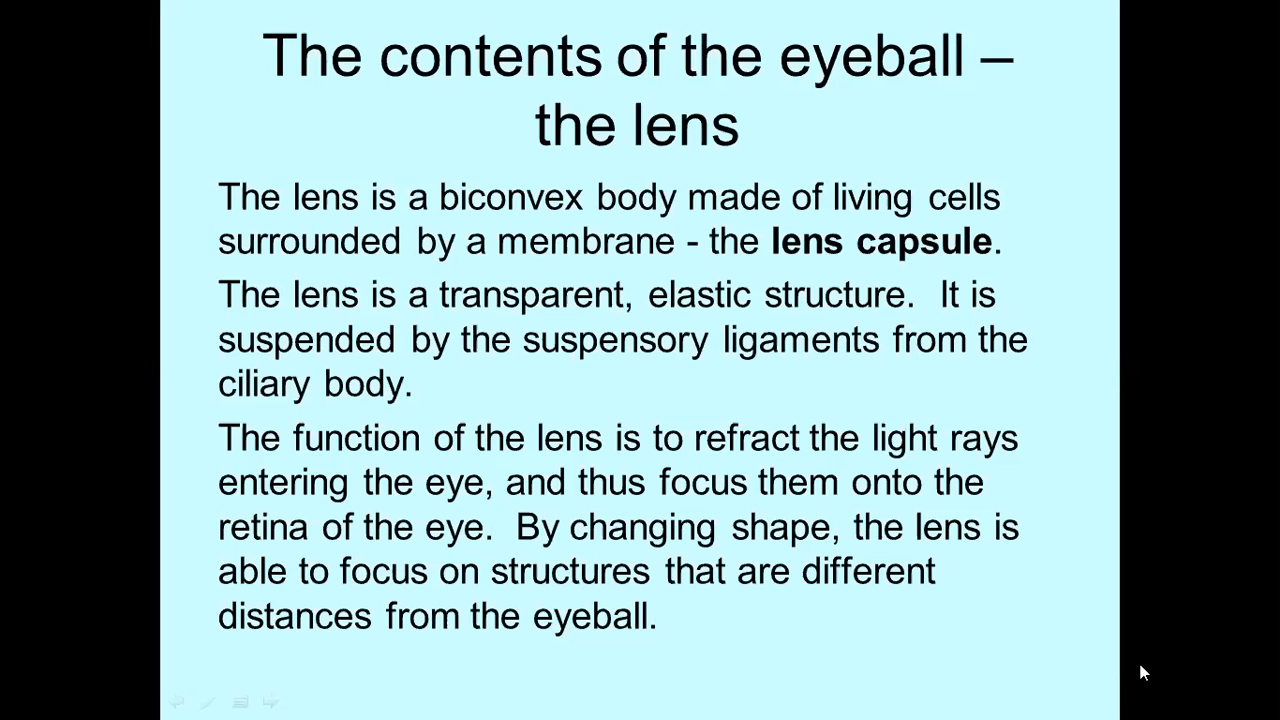 The contents of the eyeball –
the lens
The lens is a biconvex body made of living cells
surrounded by a membrane - the lens capsule.
The lens is a transparent, elastic structure.  It is
suspended by the suspensory ligaments from the
ciliary body.
The function of the lens is to refract the light rays
entering the eye, and thus focus them onto the
retina of the eye.  By changing shape, the lens is
able to focus on structures that are different
distances from the eyeball.